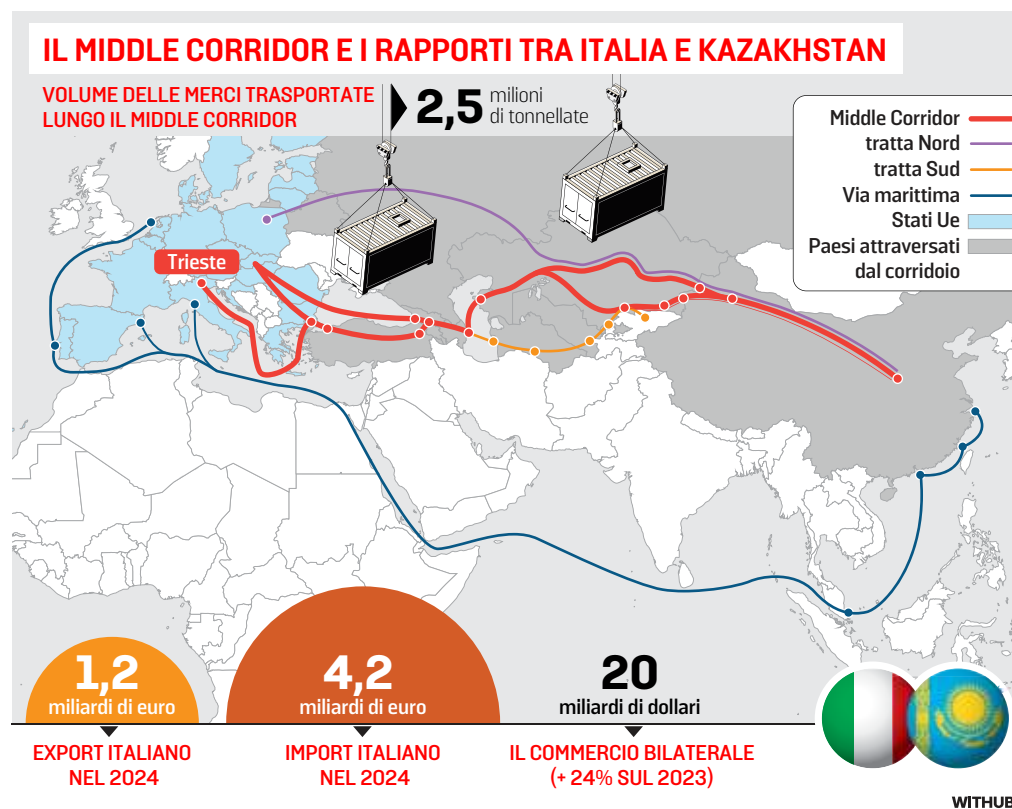 IL MIDDLE CORRIDOR E I RAPPORTI TRA ITALIA E KAZAKHSTAN
VOLUME DELLE MERCI TRASPORTATE
LUNGO IL MIDDLE CORRIDOR
2,5 milioni
di tonnellate
Middle Corridor
tratta Nord
tratta Sud
Via marittima
Stati Ue
Paesi attraversati
dal corridoio
Trieste
1,2
miliardi di euro
EXPORT ITALIANO
NEL 2024
4,2
miliardi di euro
IMPORT ITALIANO
NEL 2024
20
miliardi di dollari
IL COMMERCIO BILATERALE
(+ 24% SUL 2023)
WITHUB